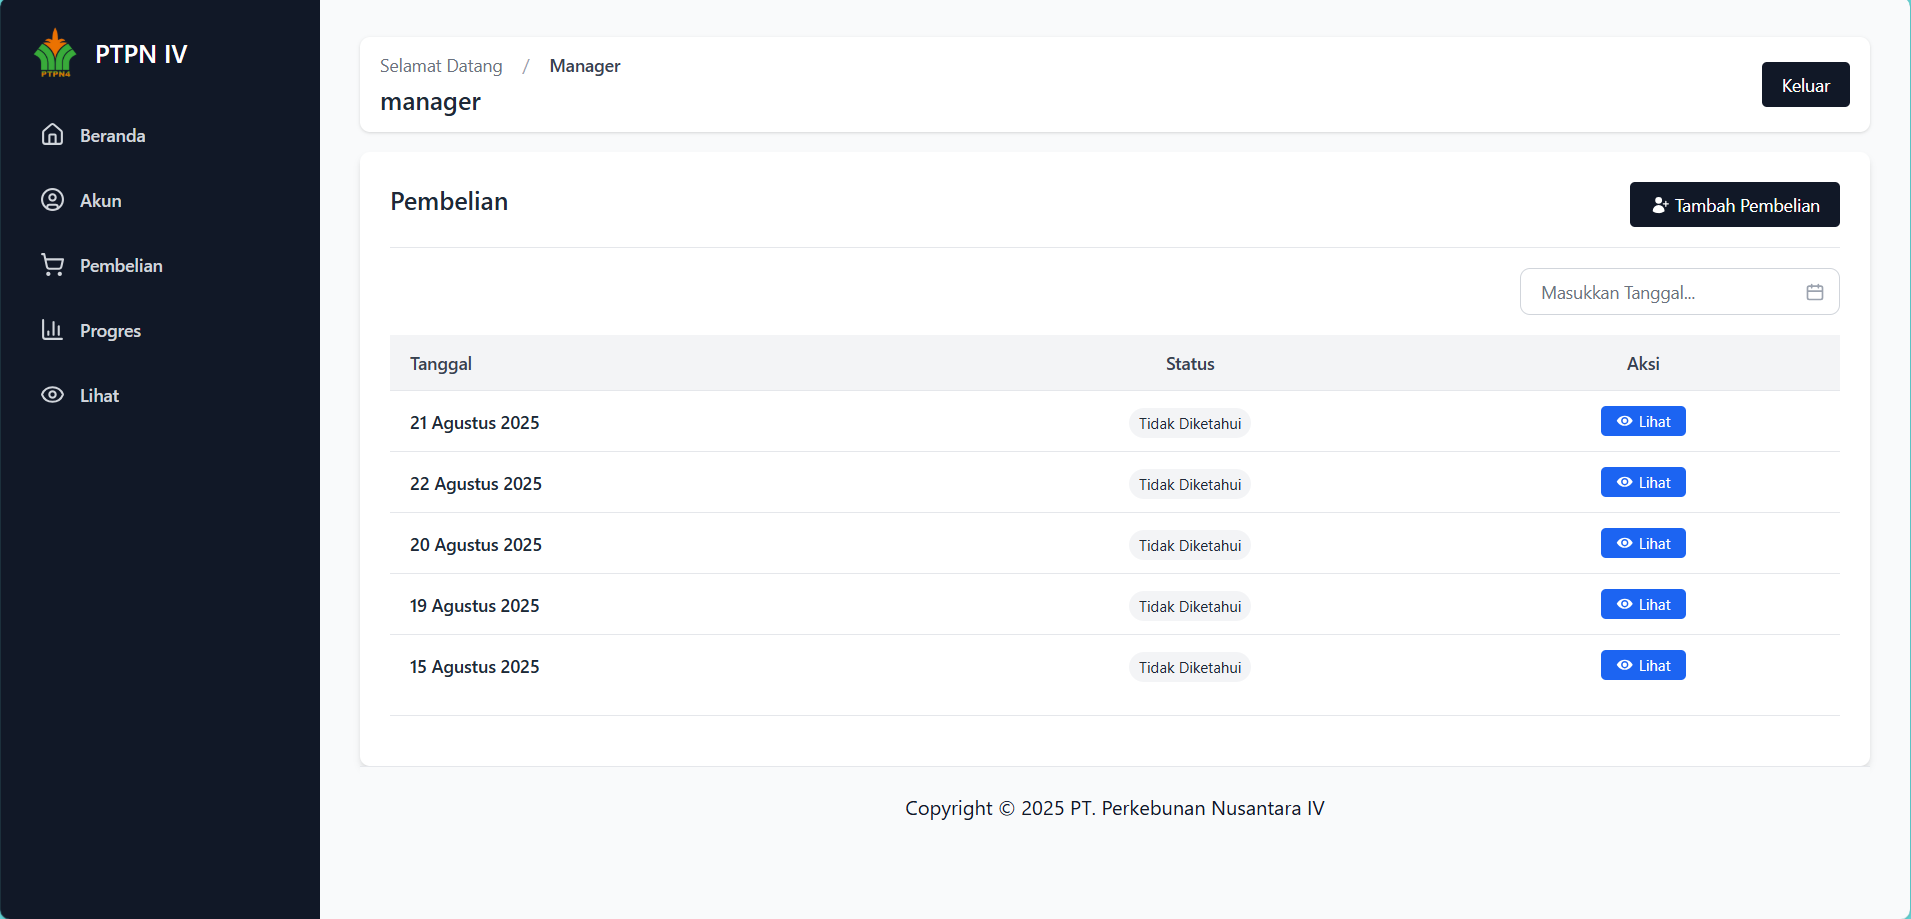 PTPN4
PTPN IV
Beranda
Akun
Pembelian
Progres
Lihat
Selamat Datang / Manager
manager
Keluar
Pembelian
Tambah Pembelian
Masukkan Tanggal...
Tanggal Status Aksi
21 Agustus 2025 Tidak Diketahui Lihat
22 Agustus 2025 Tidak Diketahui Lihat
20 Agustus 2025 Tidak Diketahui Lihat
19 Agustus 2025 Tidak Diketahui Lihat
15 Agustus 2025 Tidak Diketahui Lihat
Copyright © 2025 PT. Perkebunan Nusantara IV